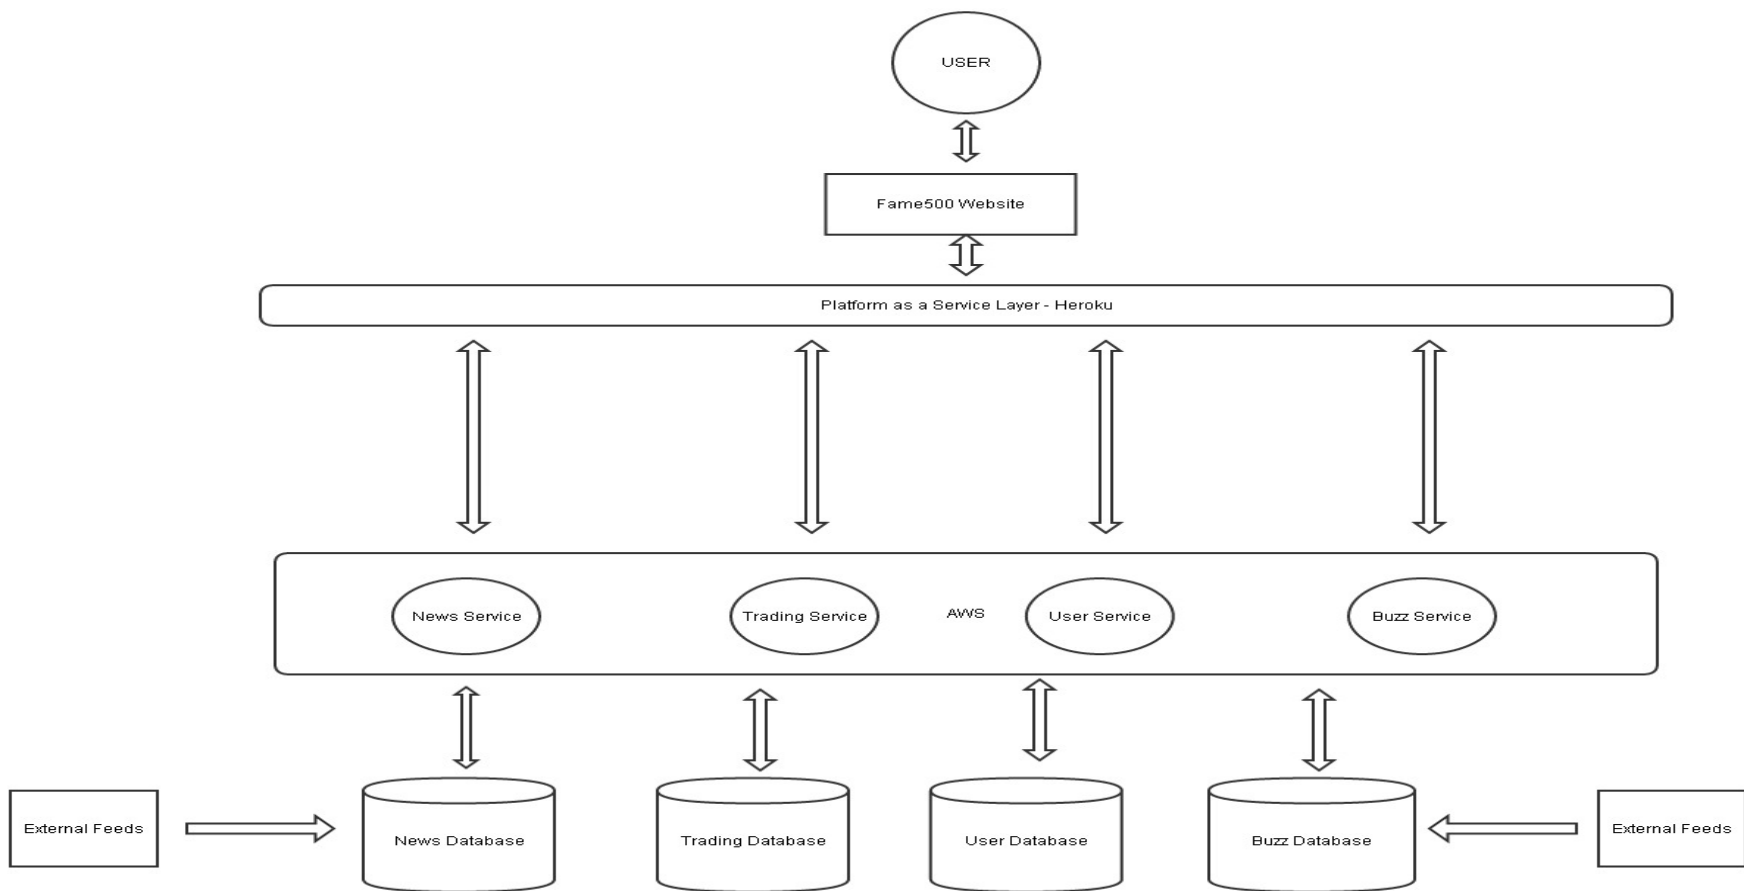 USER
Fame500 Website
Platform as a Service Layer - Heroku
News Service
Trading Service
AWS
User Service
Buzz Service
External Feeds
News Database
Trading Database
User Database
Buzz Database
External Feeds